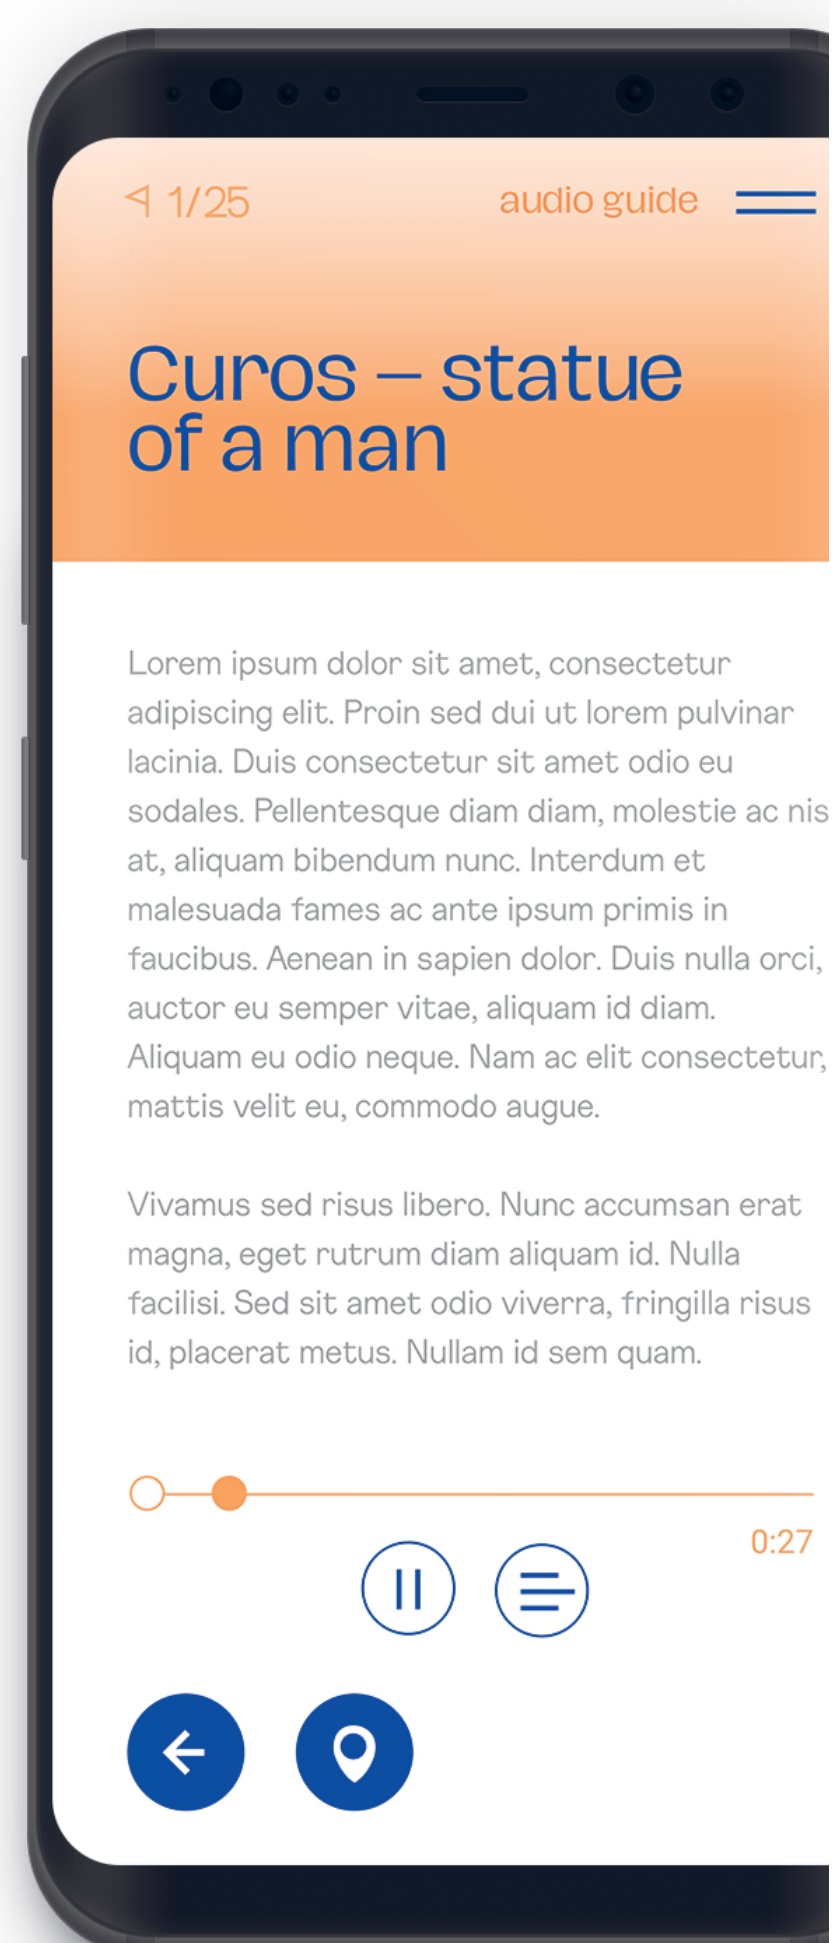 1/25
audio guide
Curos – statue
of a man
Lorem ipsum dolor sit amet, consectetur
adipiscing elit. Proin sed dui ut lorem pulvinar
lacinia. Duis consectetur sit amet odio eu
sodales. Pellentesque diam diam, molestie ac nis
at, aliquam bibendum nunc. Interdum et
malesuada fames ac ante ipsum primis in
faucibus. Aenean in sapien dolor. Duis nulla orci,
auctor eu semper vitae, aliquam id diam.
Aliquam eu odio neque. Nam ac elit consectetur,
mattis velit eu, commodo augue.
Vivamus sed risus libero. Nunc accumsan erat
magna, eget rutrum diam aliquam id. Nulla
facilisi. Sed sit amet odio viverra, fringilla risus
id, placerat metus. Nullam id sem quam.
0:27